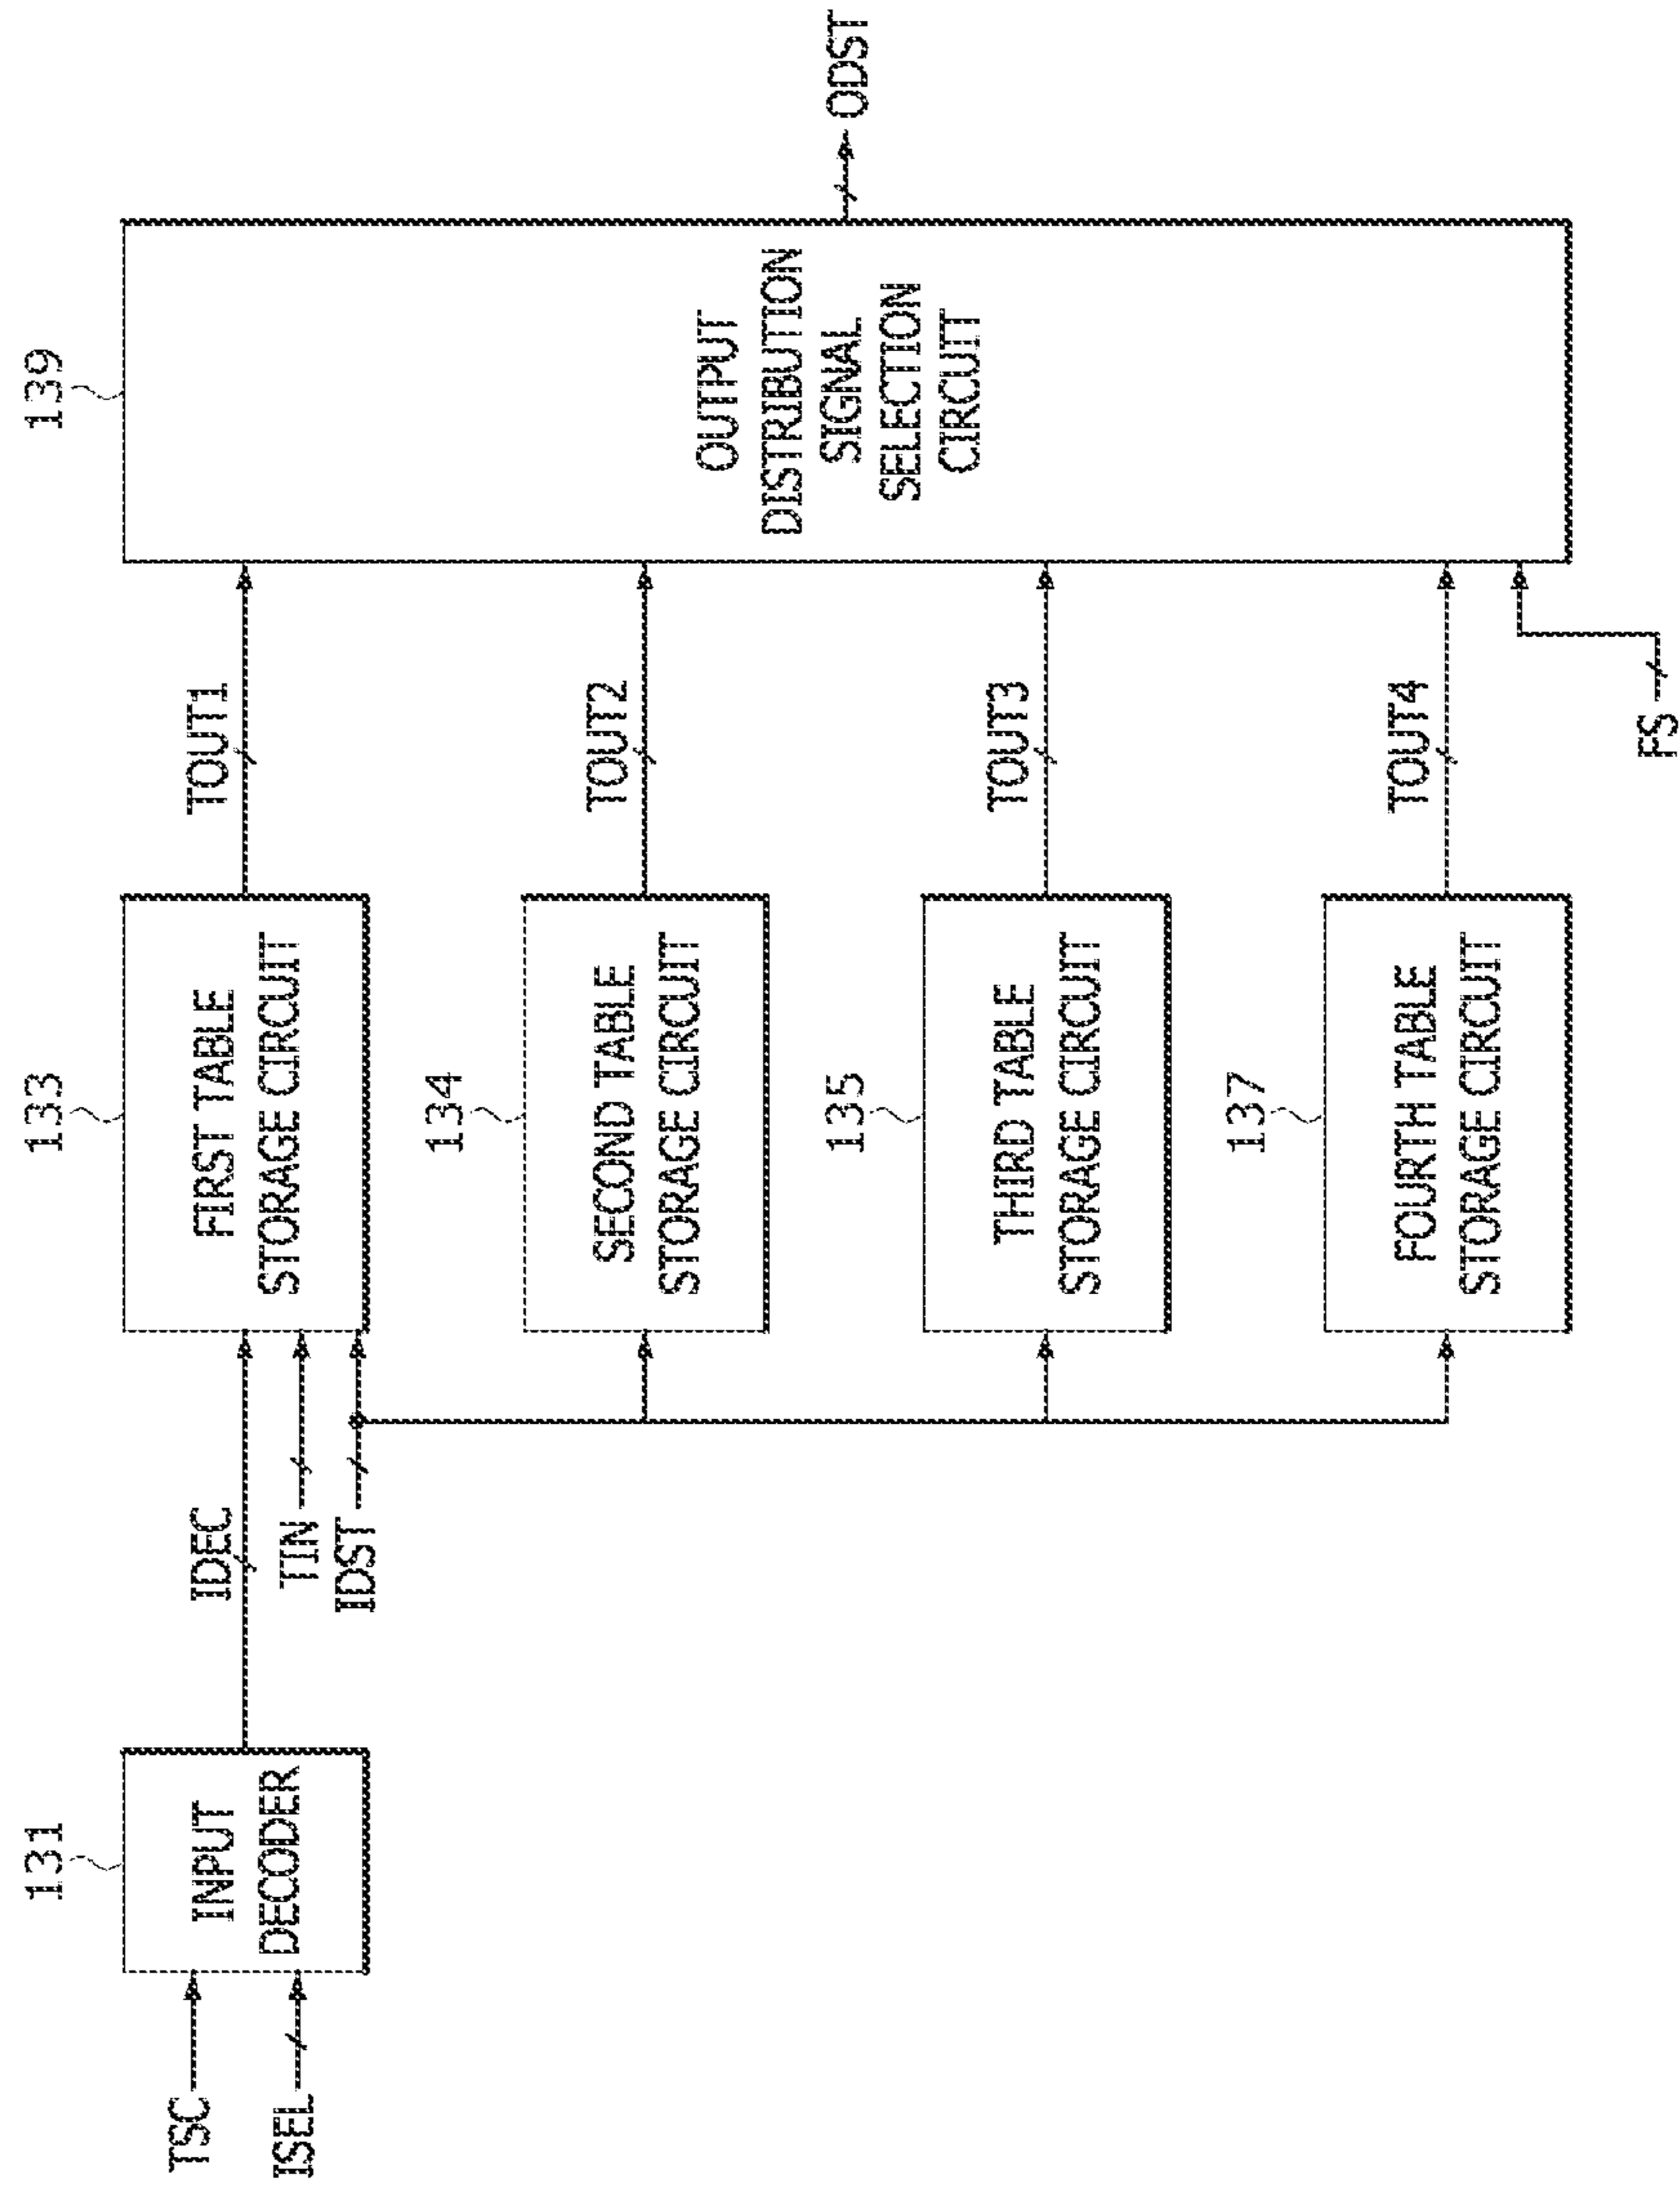 131
INPUT
DECODER
TSC
ISEL
IDEC
TIN
IDST
133
FIRST TABLE
STORAGE CIRCUIT
TOUT1
134
SECOND TABLE
STORAGE CIRCUIT
TOUT2
135
THIRD TABLE
STORAGE CIRCUIT
TOUT3
137
FOURTH TABLE
STORAGE CIRCUIT
TOUT4
FS
139
OUTPUT
DISTRIBUTION
SIGNAL
SELECTION
CIRCUIT
ODST